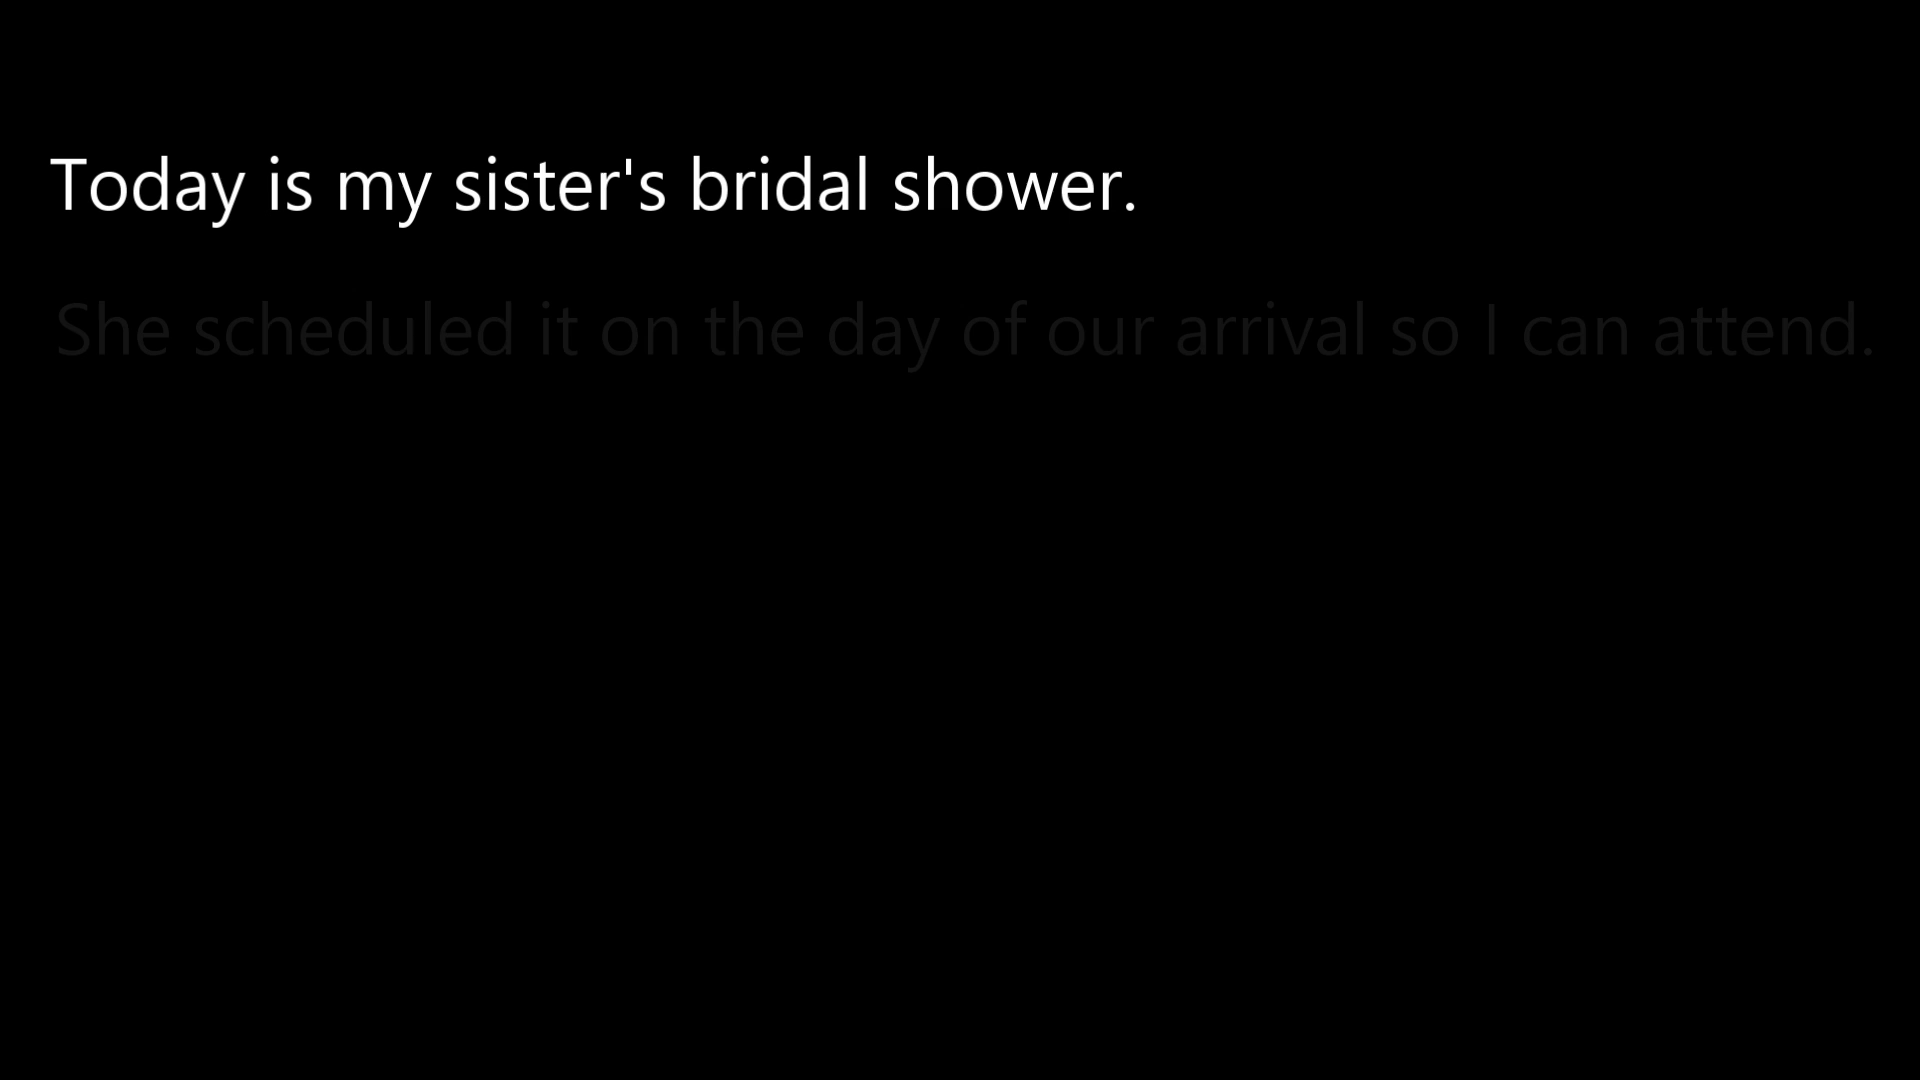 Today is my sister's bridal shower.
She scheduled it on the day of our arrival so I can attend.